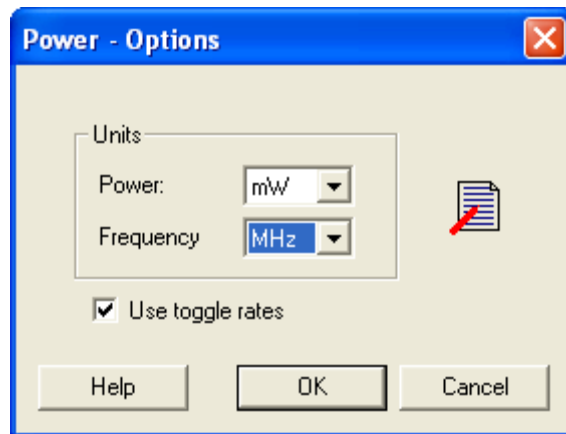 Power - Options
Units
Power: mW
Frequency MHz
Use toggle rates
Help OK Cancel